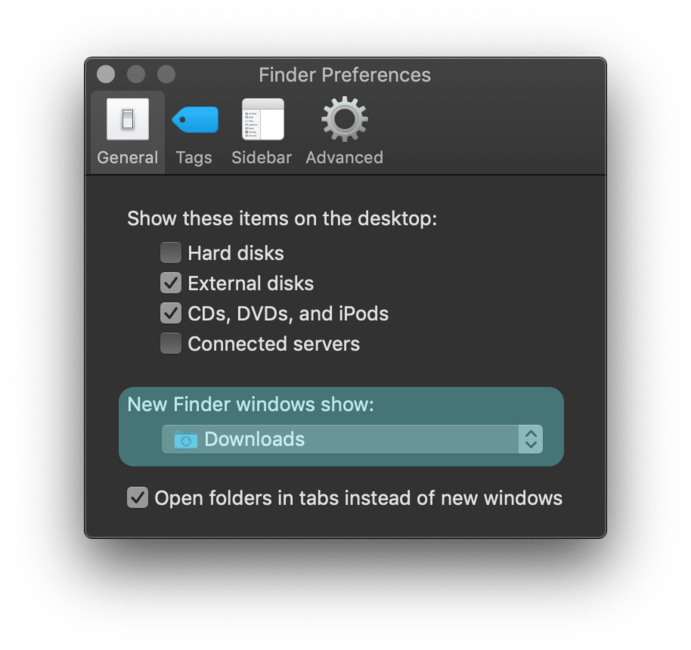 Finder Preferences
General Tags Sidebar Advanced
Show these items on the desktop:
Hard disks
External disks
CDs, DVDs, and iPods
Connected servers
New Finder windows show:
Downloads
Open folders in tabs instead of new windows